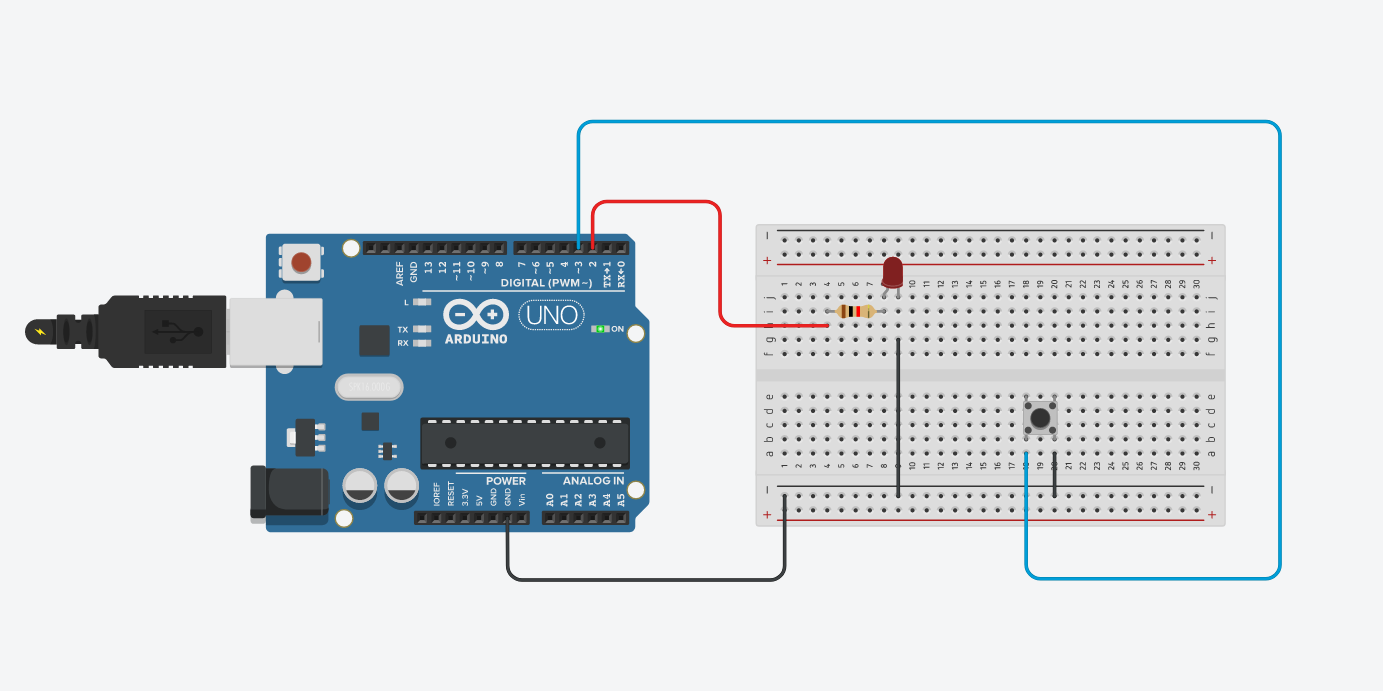 AREF
GND
13
12
~11
~10
~9
8
7
~6
~5
4
~3
2
TX→1
RX←0
DIGITAL (PWM~)
L
TX
RX
UNO
ON
ARDUINO
IOREF
RESET
3.3V
5V
GND
GND
Vin
POWER
ANALOG IN
A0
A1
A2
A3
A4
A5
− −
+ +
1 2 3 4 5 6 7 10 11 12 13 14 15 16 17 18 19 20 21 22 23 24 25 26 27 28 29 30
j j
i i
h h
g g
f f
e e
d d
c c
b b
a a
1 2 3 4 5 6 7 8 9 10 11 12 13 14 15 16 17 18 19 20 21 22 23 24 25 26 27 28 29 30
− −
+ +